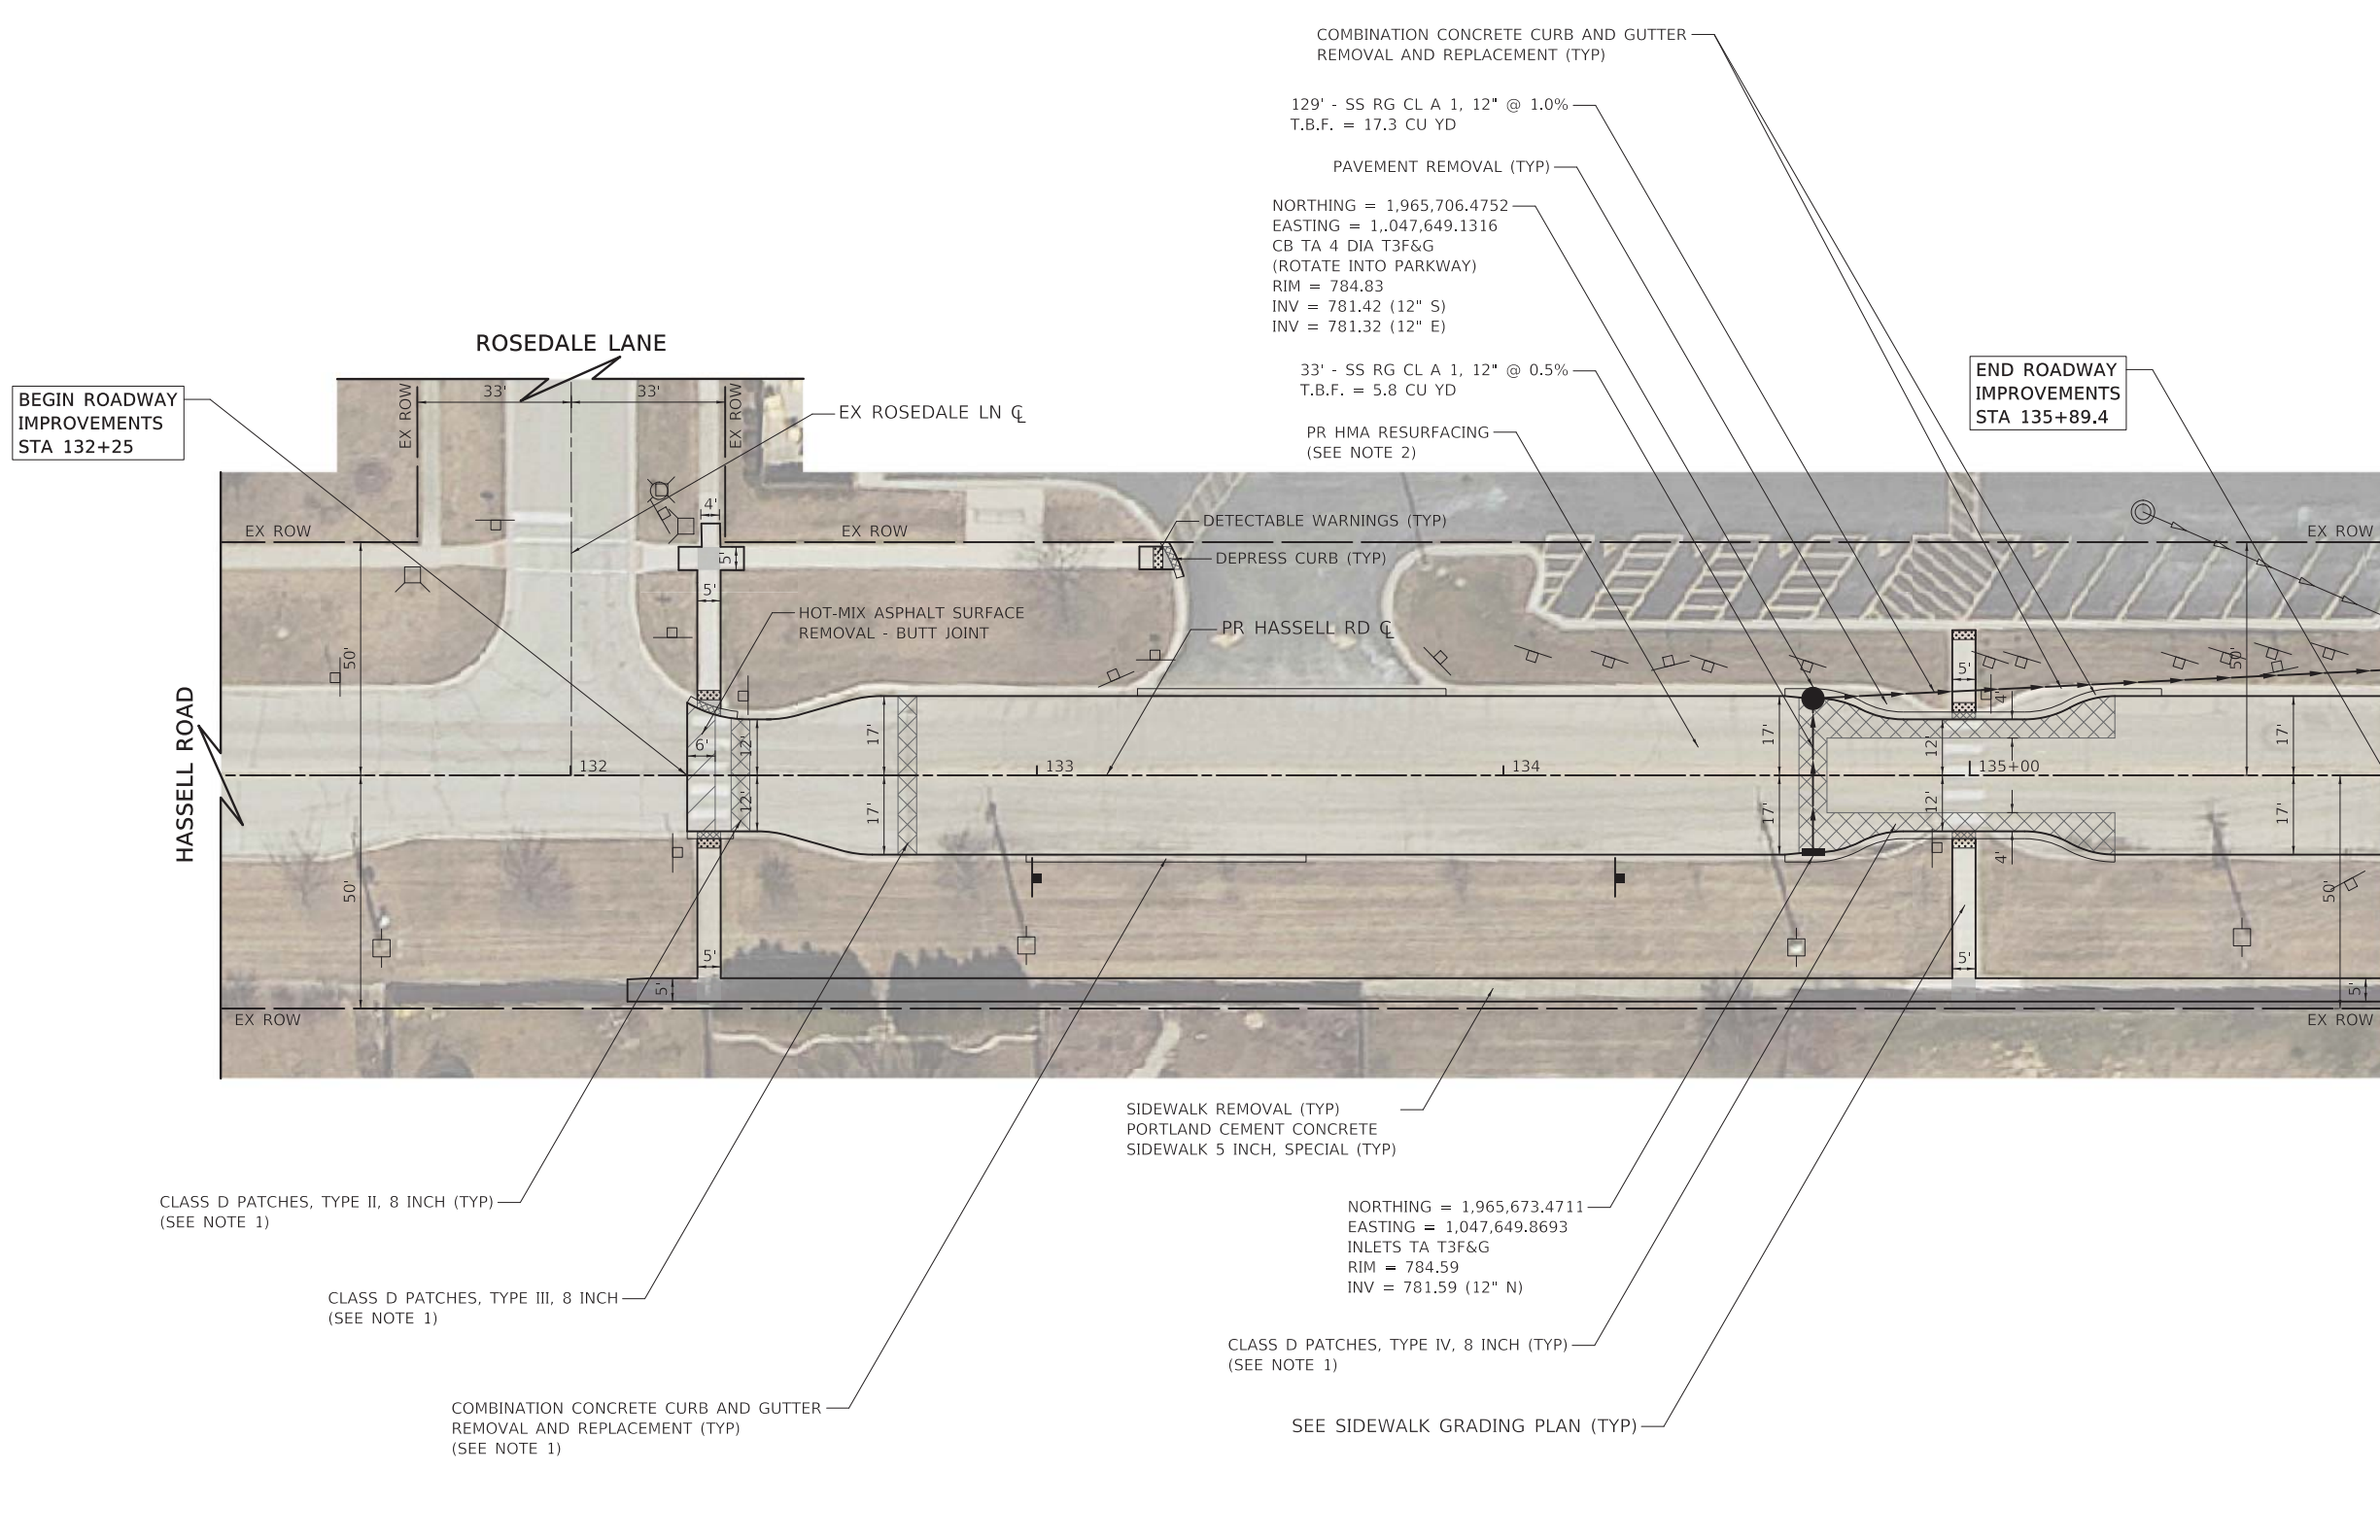 COMBINATION CONCRETE CURB AND GUTTER
REMOVAL AND REPLACEMENT (TYP)
129' - SS RG CL A 1, 12" @ 1.0%
T.B.F. = 17.3 CU YD
PAVEMENT REMOVAL (TYP)
NORTHING = 1,965,706.4752
EASTING = 1,.047,649.1316
CB TA 4 DIA T3F&G
(ROTATE INTO PARKWAY)
RIM = 784.83
INV = 781.42 (12" S)
INV = 781.32 (12" E)
33' - SS RG CL A 1, 12" @ 0.5%
T.B.F. = 5.8 CU YD
PR HMA RESURFACING
(SEE NOTE 2)
ROSEDALE LANE
BEGIN ROADWAY
IMPROVEMENTS
STA 132+25
END ROADWAY
IMPROVEMENTS
STA 135+89.4
33'
33'
EX ROW
EX ROW
EX ROSEDALE LN ℄
4'
EX ROW
EX ROW
EX ROW
DETECTABLE WARNINGS (TYP)
DEPRESS CURB (TYP)
5'
5'
HOT-MIX ASPHALT SURFACE
REMOVAL - BUTT JOINT
PR HASSELL RD ℄
50'
50'
5'
4'
HASSELL ROAD
6'
12'
17'
17'
12'
17'
132
133
134
135+00
12'
17'
17'
12'
17'
4'
50'
50'
5'
5'
5'
5'
EX ROW
EX ROW
SIDEWALK REMOVAL (TYP)
PORTLAND CEMENT CONCRETE
SIDEWALK 5 INCH, SPECIAL (TYP)
CLASS D PATCHES, TYPE II, 8 INCH (TYP)
(SEE NOTE 1)
NORTHING = 1,965,673.4711
EASTING = 1,047,649.8693
INLETS TA T3F&G
RIM = 784.59
INV = 781.59 (12" N)
CLASS D PATCHES, TYPE III, 8 INCH
(SEE NOTE 1)
CLASS D PATCHES, TYPE IV, 8 INCH (TYP)
(SEE NOTE 1)
COMBINATION CONCRETE CURB AND GUTTER
REMOVAL AND REPLACEMENT (TYP)
(SEE NOTE 1)
SEE SIDEWALK GRADING PLAN (TYP)